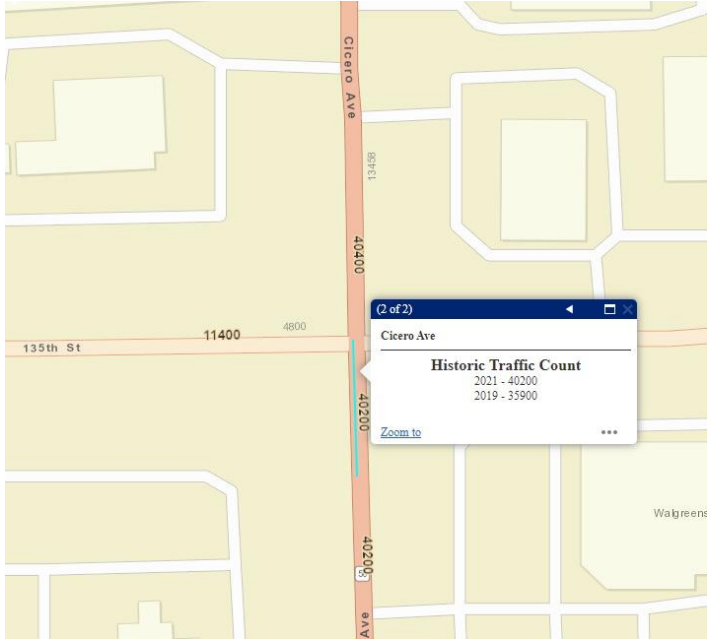 Cicero Ave
13498
40400
(2 of 2)
Cicero Ave
Historic Traffic Count
2021 - 40200
2019 - 35900
Zoom to
11400
4800
135th St
40200
Walgreens
40200
50
Ave